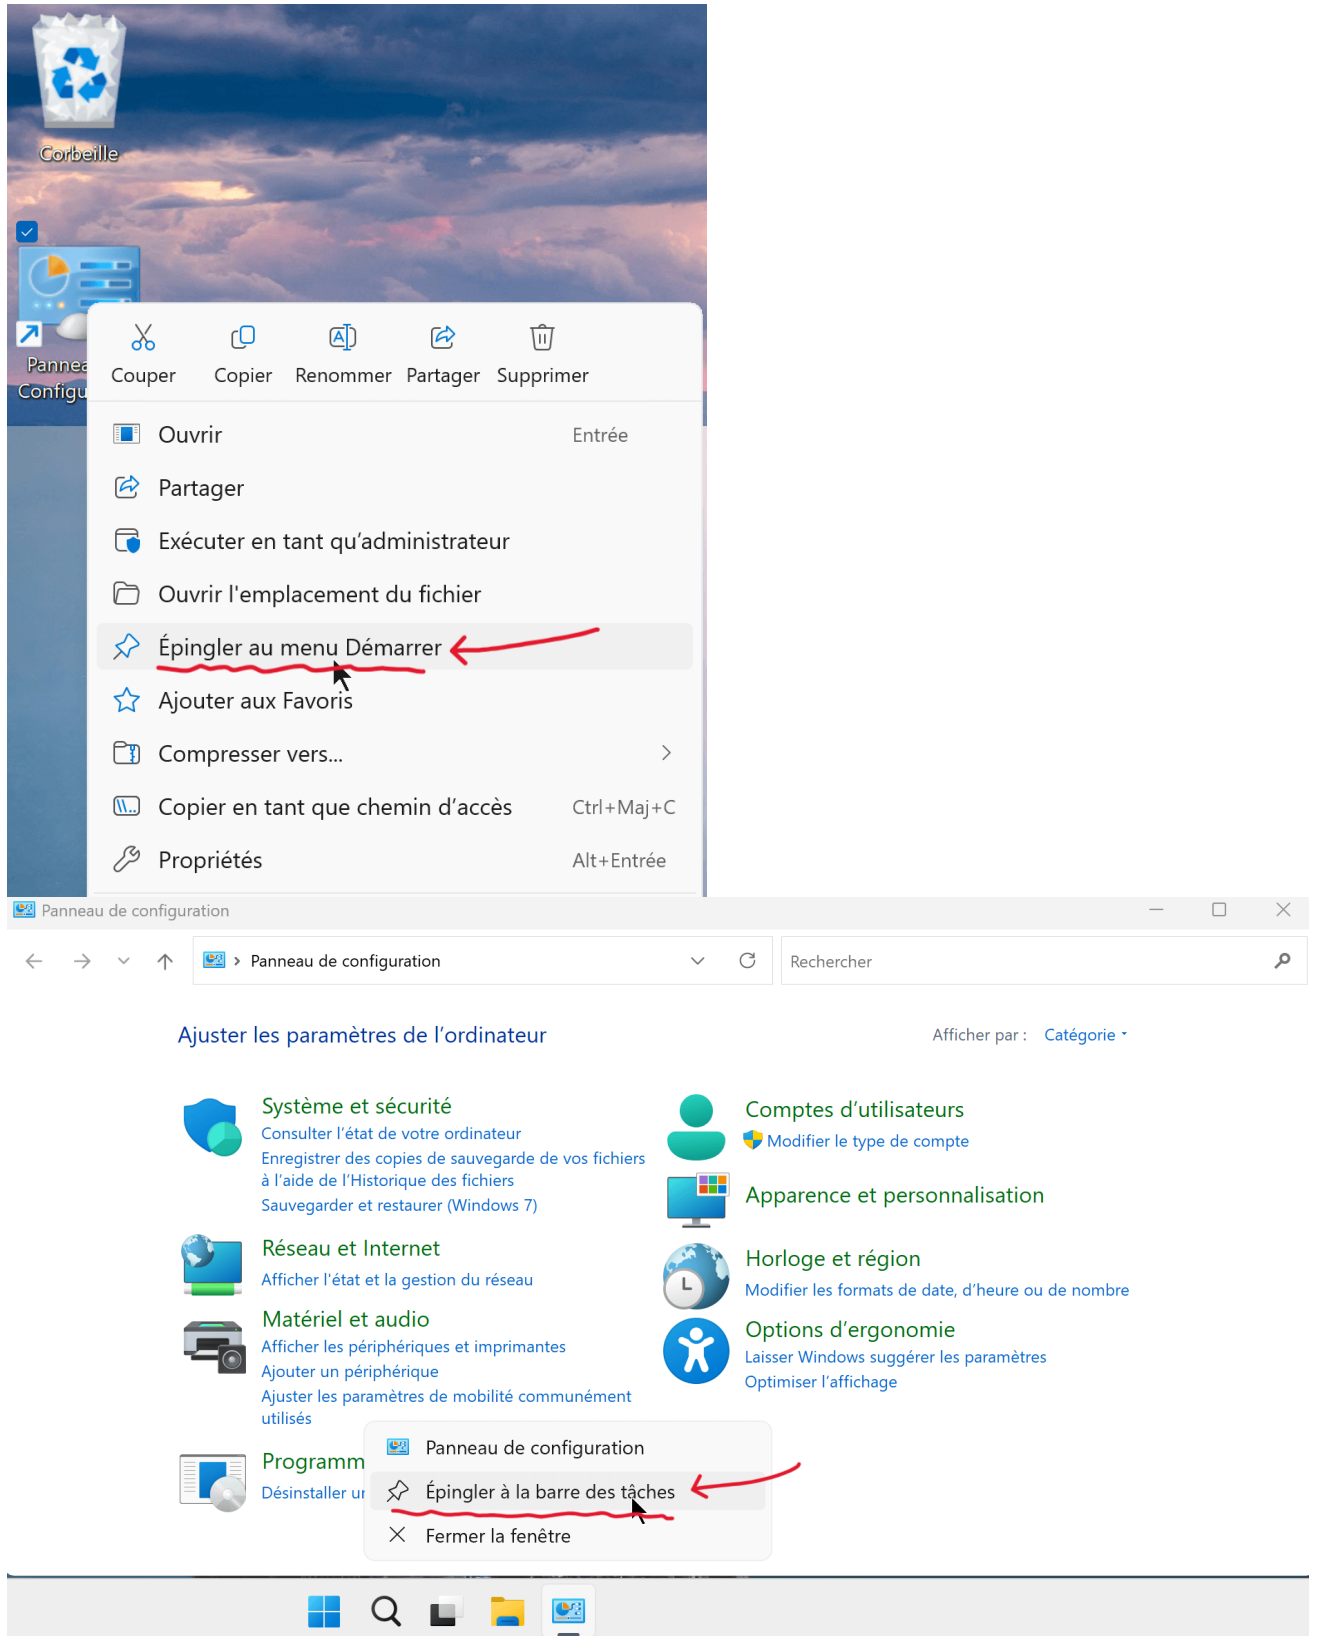 Corbeille
Pannea
Configu
Couper Copier Renommer Partager Supprimer
Ouvrir Entrée
Partager
Exécuter en tant qu’administrateur
Ouvrir l'emplacement du fichier
Épingler au menu Démarrer
Ajouter aux Favoris
Compresser vers...
Copier en tant que chemin d’accès Ctrl+Maj+C
Propriétés Alt+Entrée
Panneau de configuration
Panneau de configuration Rechercher
Ajuster les paramètres de l’ordinateur
Afficher par : Catégorie
Système et sécurité
Consulter l’état de votre ordinateur
Enregistrer des copies de sauvegarde de vos fichiers
à l’aide de l’Historique des fichiers
Sauvegarder et restaurer (Windows 7)
Réseau et Internet
Afficher l'état et la gestion du réseau
Matériel et audio
Afficher les périphériques et imprimantes
Ajouter un périphérique
Ajuster les paramètres de mobilité communément
utilisés
Programm
Désinstaller ur
Comptes d’utilisateurs
Modifier le type de compte
Apparence et personnalisation
Horloge et région
Modifier les formats de date, d’heure ou de nombre
Options d’ergonomie
Laisser Windows suggérer les paramètres
Optimiser l’affichage
Panneau de configuration
Épingler à la barre des tâches
Fermer la fenêtre